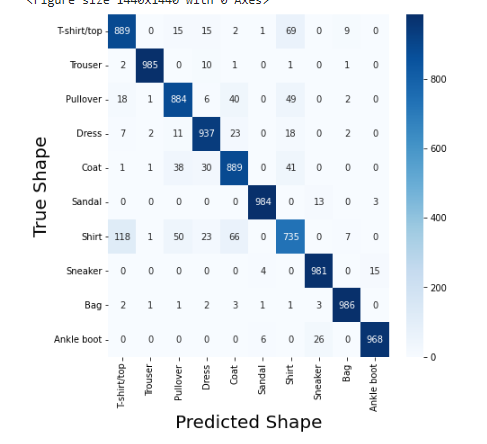 <Figure size 1440x1440 with 0 Axes>
T-shirt/top 889 0 15 15 2 1 69 0 9 0
Trouser 2 985 0 10 1 0 1 0 1 0
Pullover 18 1 884 6 40 0 49 0 2 0
Dress 7 2 11 937 23 0 18 0 2 0
Coat 1 1 38 30 889 0 41 0 0 0
Sandal 0 0 0 0 0 984 0 13 0 3
Shirt 118 1 50 23 66 0 735 0 7 0
Sneaker 0 0 0 0 0 4 0 981 0 15
Bag 2 1 1 2 3 1 1 3 986 0
Ankle boot 0 0 0 0 0 6 0 26 0 968
True Shape
T-shirt/top Trouser Pullover Dress Coat Sandal Shirt Sneaker Bag Ankle boot
Predicted Shape
800
600
400
200
0